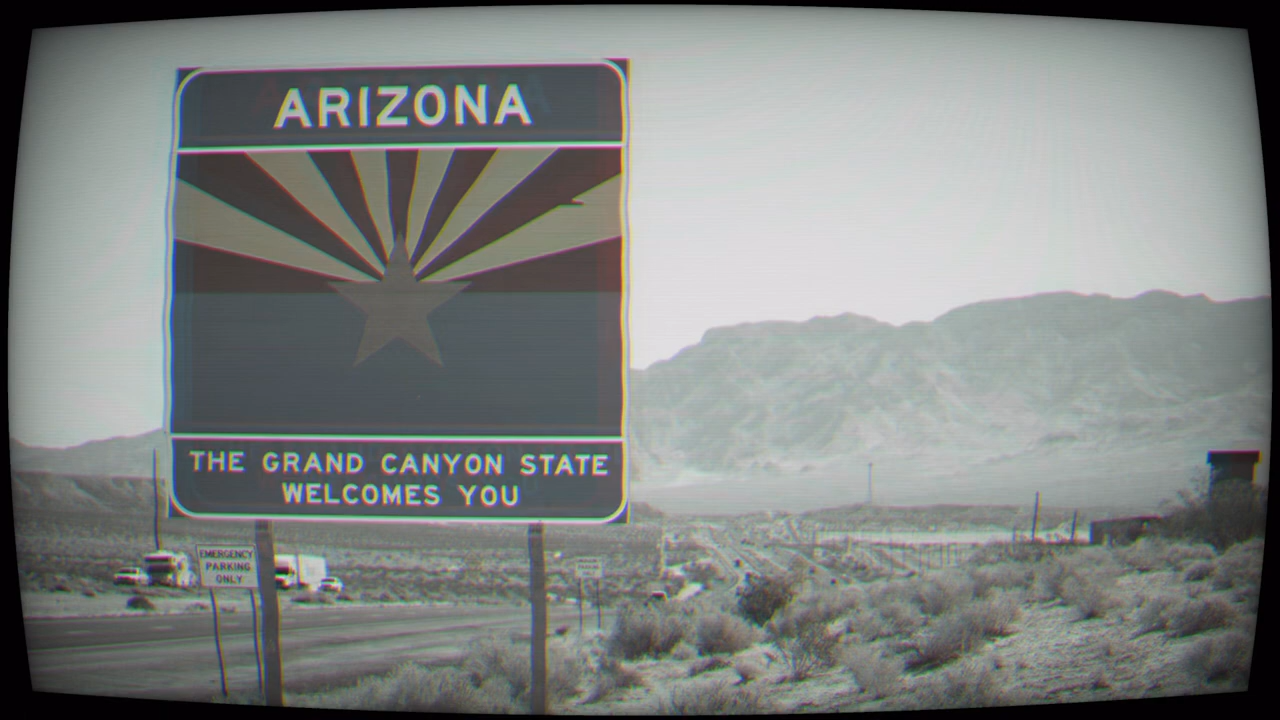 ARIZONA
THE GRAND CANYON STATE
WELCOMES YOU
EMERGENCY
PARKING
ONLY